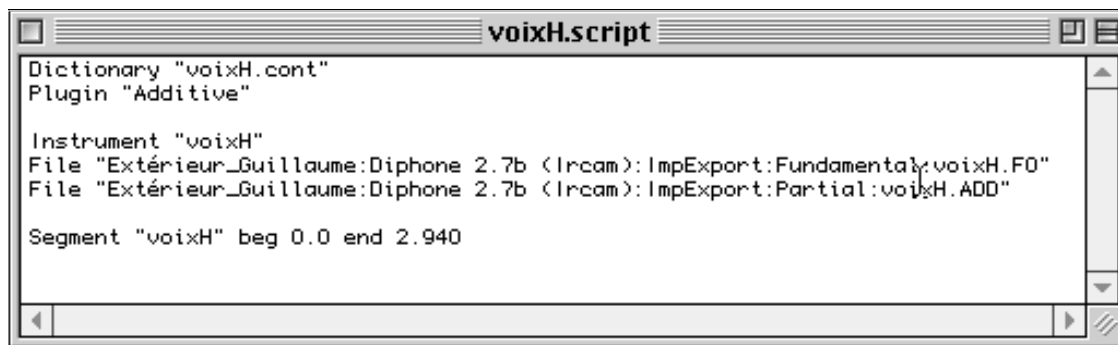 voixH.script
Dictionary "voixH.cont"
Plugin "Additive"
Instrument "voixH"
File "Extérieur_Guillaume:Diphone 2.7b (Ircam):ImpExport:Fundamental:voixH.F0"
File "Extérieur_Guillaume:Diphone 2.7b (Ircam):ImpExport:Partial:voixH.ADD"
Segment "voixH" beg 0.0 end 2.940